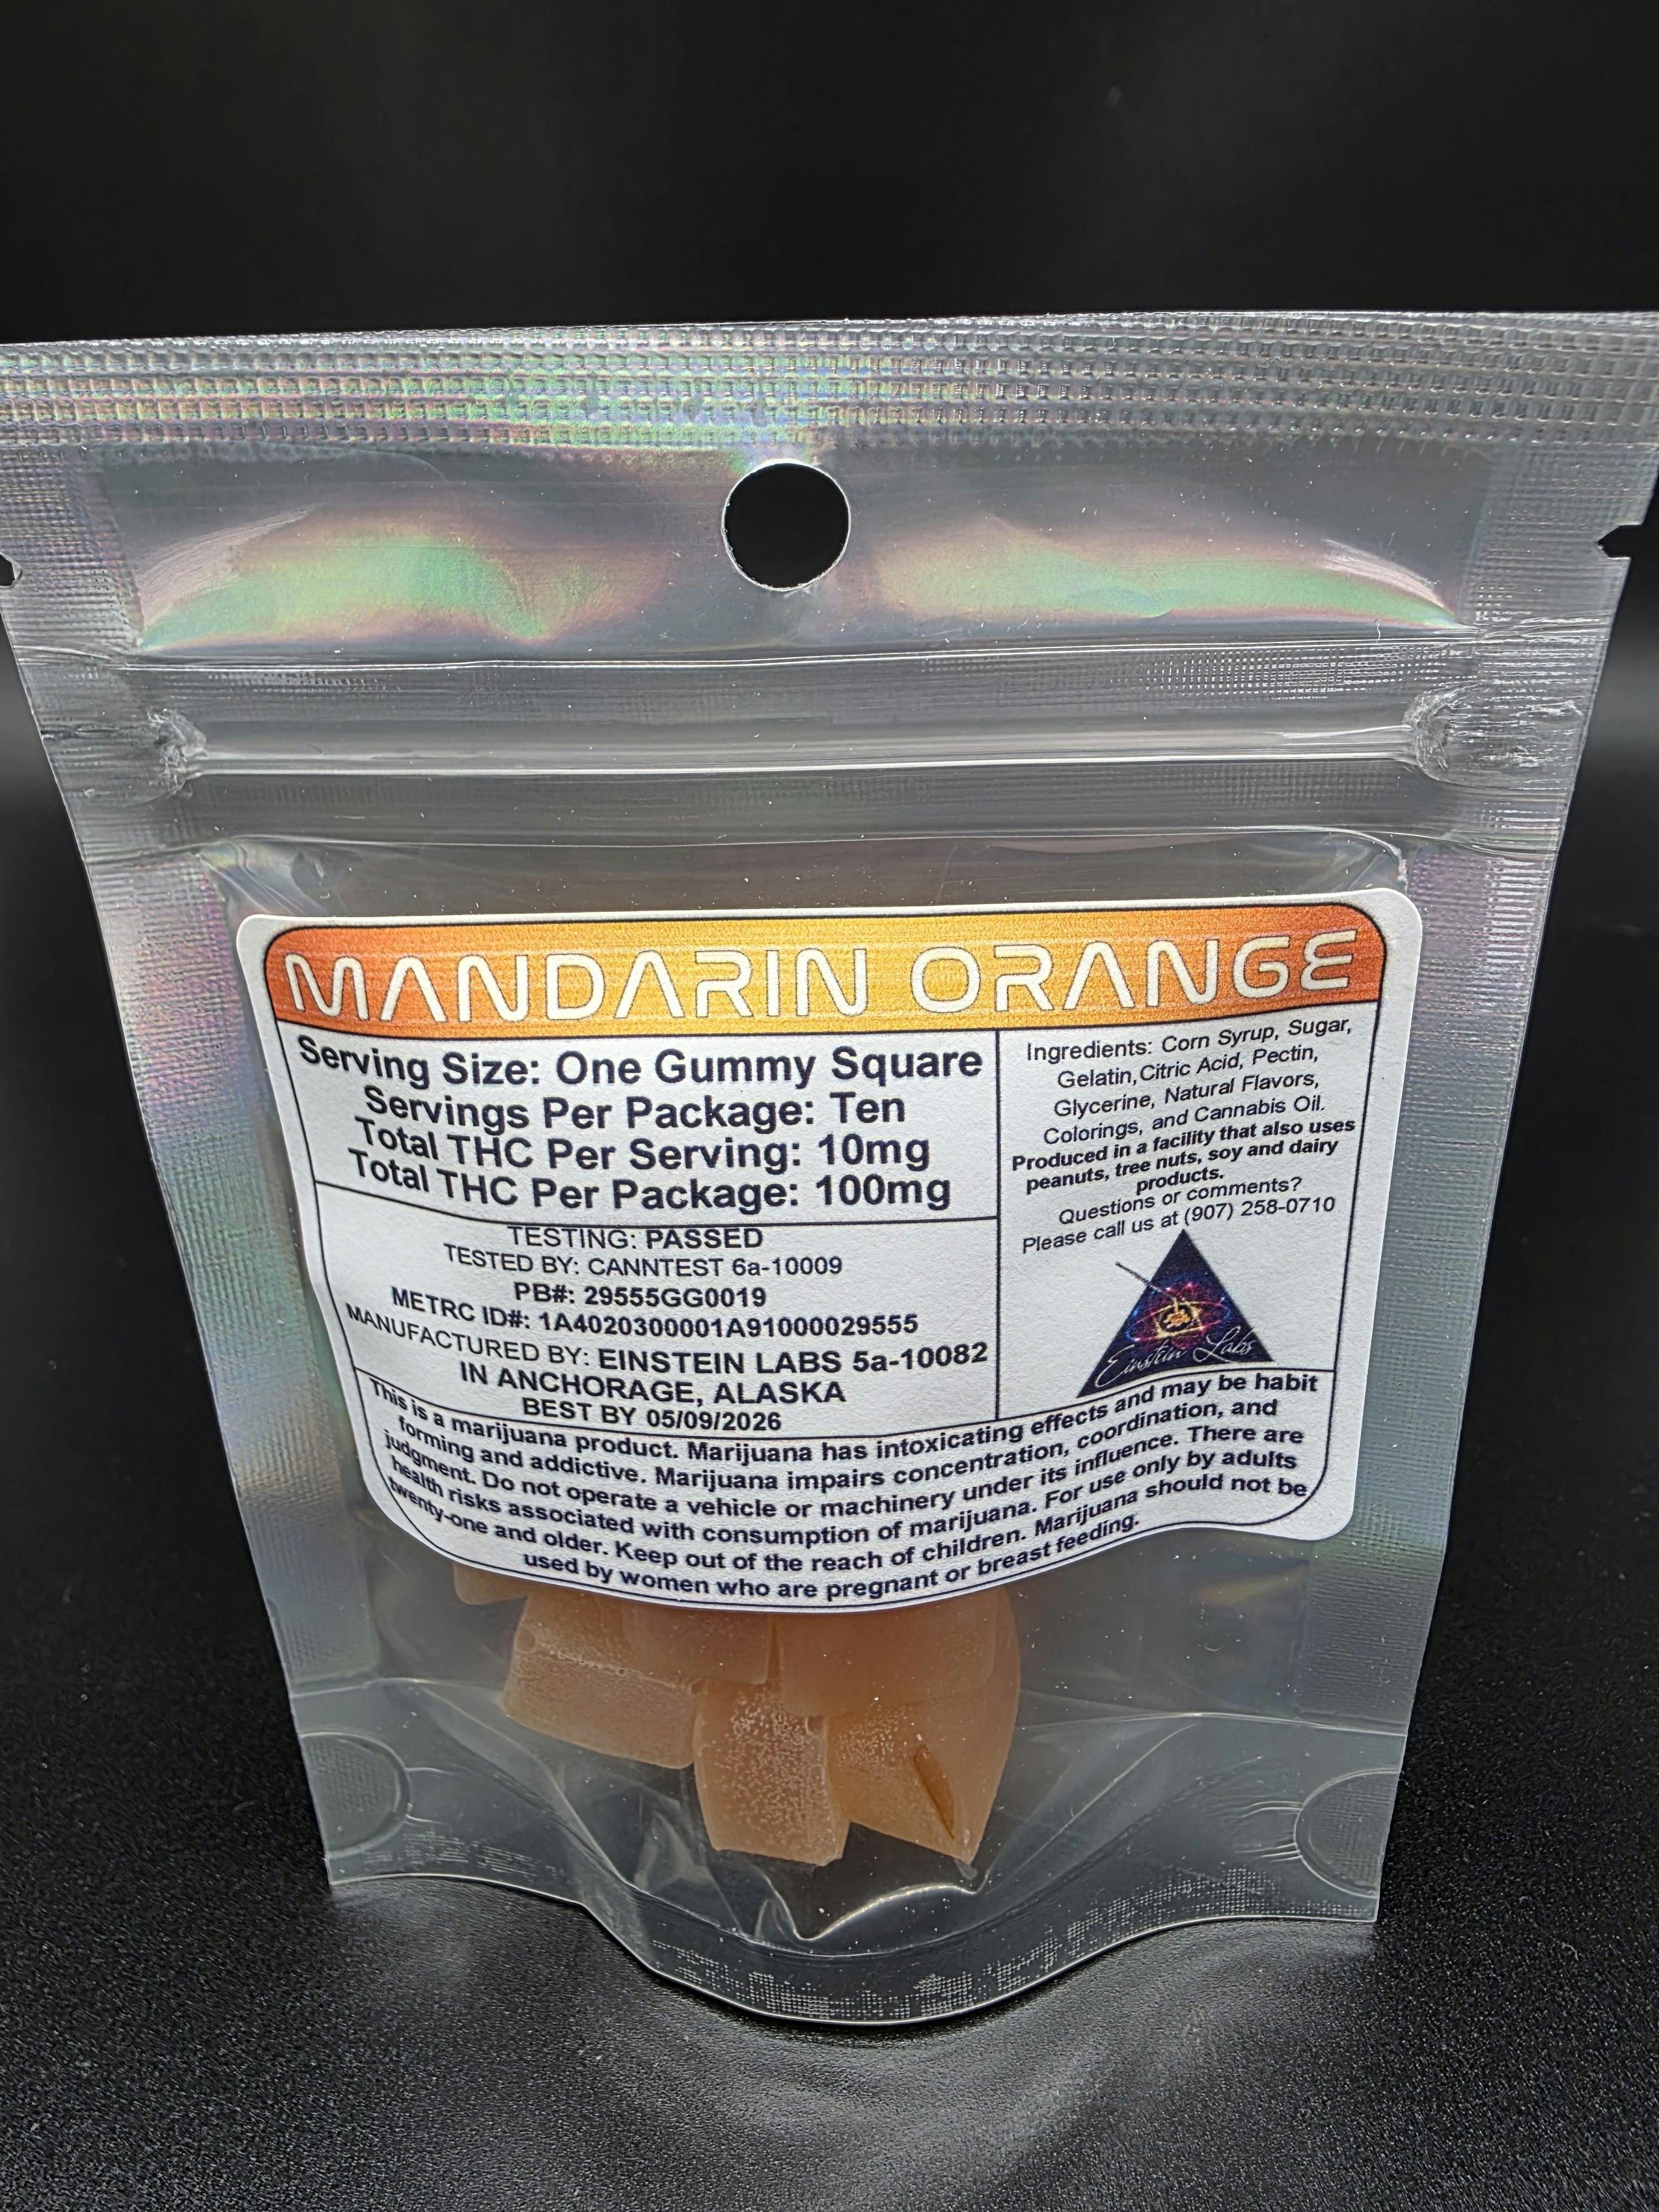 MANDARIN ORANGE
Serving Size: One Gummy Square
Servings Per Package: Ten
Total THC Per Serving: 10mg
Total THC Per Package: 100mg
TESTING: PASSED
TESTED BY: CANNTEST 6a-10009
PB#: 29555GG0019
METRC ID#: 1A4020300001A91000029555
MANUFACTURED BY: EINSTEIN LABS 5a-10082
IN ANCHORAGE, ALASKA
BEST BY 05/09/2026
Ingredients: Corn Syrup, Sugar,
Gelatin, Citric Acid, Pectin,
Glycerine, Natural Flavors,
Colorings, and Cannabis Oil.
Produced in a facility that also uses
peanuts, tree nuts, soy and dairy
products.
Questions or comments?
Please call us at (907) 258-0710
Einstein Labs
This is a marijuana product. Marijuana has intoxicating effects and may be habit
forming and addictive. Marijuana impairs concentration, coordination, and
judgment. Do not operate a vehicle or machinery under its influence. There are
health risks associated with consumption of marijuana. For use only by adults
twenty-one and older. Keep out of the reach of children. Marijuana should not be
used by women who are pregnant or breast feeding.